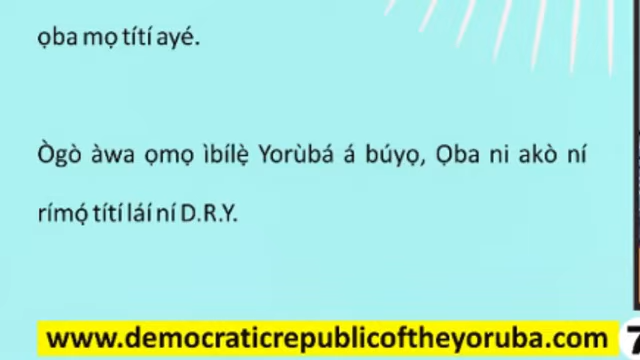 ọba mọ títí ayé.
Ògò àwa ọmọ ìbílẹ̀ Yorùbá á búyọ, Ọba ni akò ní
rímọ́ títí láí ní D.R.Y.
www.democraticrepublicoftheyoruba.com
7